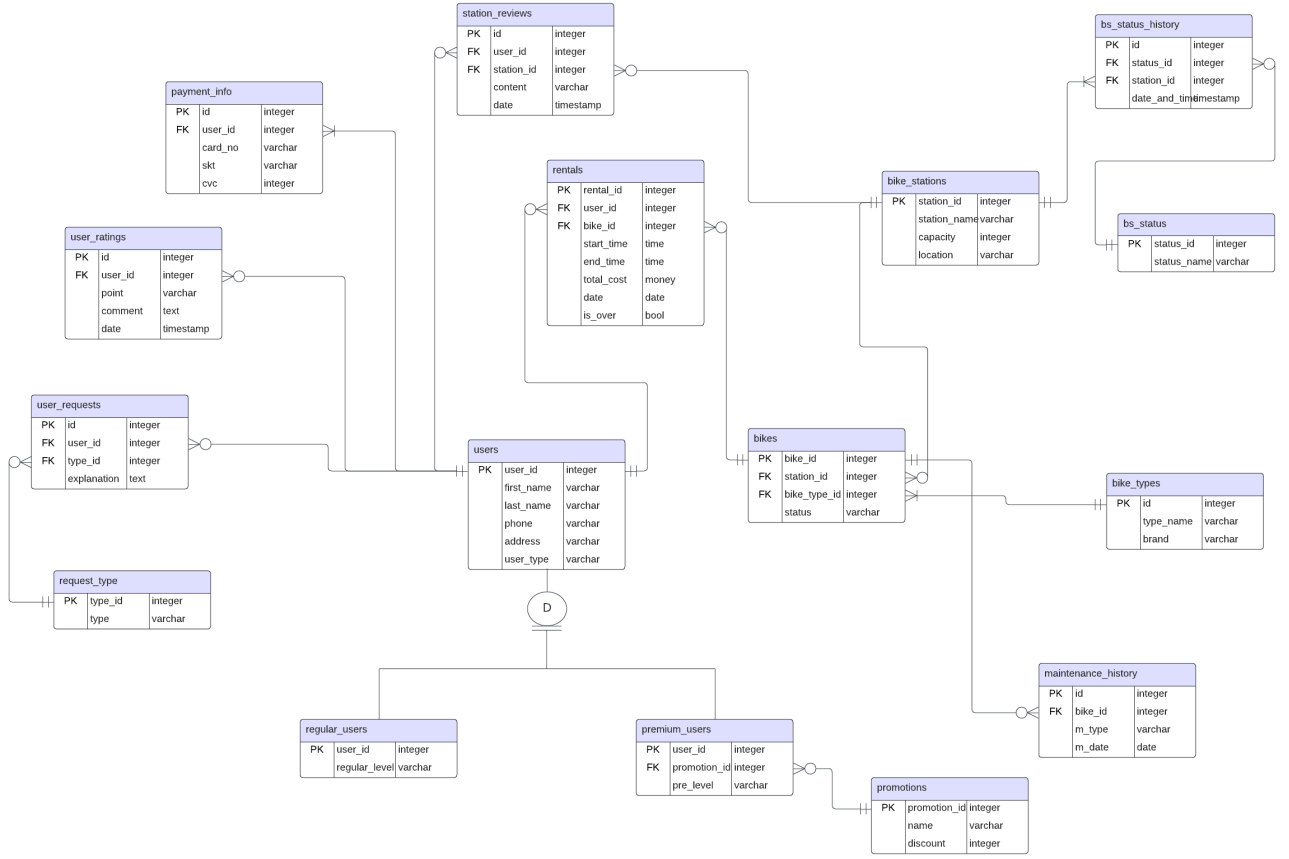 station_reviews
PK id integer
FK user_id integer
FK station_id integer
content varchar
date timestamp
bs_status_history
PK id integer
FK status_id integer
FK station_id integer
date_and_time timestamp
payment_info
PK id integer
FK user_id integer
card_no varchar
skt varchar
cvc integer
rentals
PK rental_id integer
FK user_id integer
FK bike_id integer
start_time time
end_time time
total_cost money
date date
is_over bool
bike_stations
PK station_id integer
station_name varchar
capacity integer
location varchar
bs_status
PK status_id integer
status_name varchar
user_ratings
PK id integer
FK user_id integer
point varchar
comment text
date timestamp
user_requests
PK id integer
FK user_id integer
FK type_id integer
explanation text
users
PK user_id integer
first_name varchar
last_name varchar
phone varchar
address varchar
user_type varchar
bikes
PK bike_id integer
FK station_id integer
FK bike_type_id integer
status varchar
bike_types
PK id integer
type_name varchar
brand varchar
request_type
PK type_id integer
type varchar
D
maintenance_history
PK id integer
FK bike_id integer
m_type varchar
m_date date
regular_users
PK user_id integer
regular_level varchar
premium_users
PK user_id integer
FK promotion_id integer
pre_level varchar
promotions
PK promotion_id integer
name varchar
discount integer